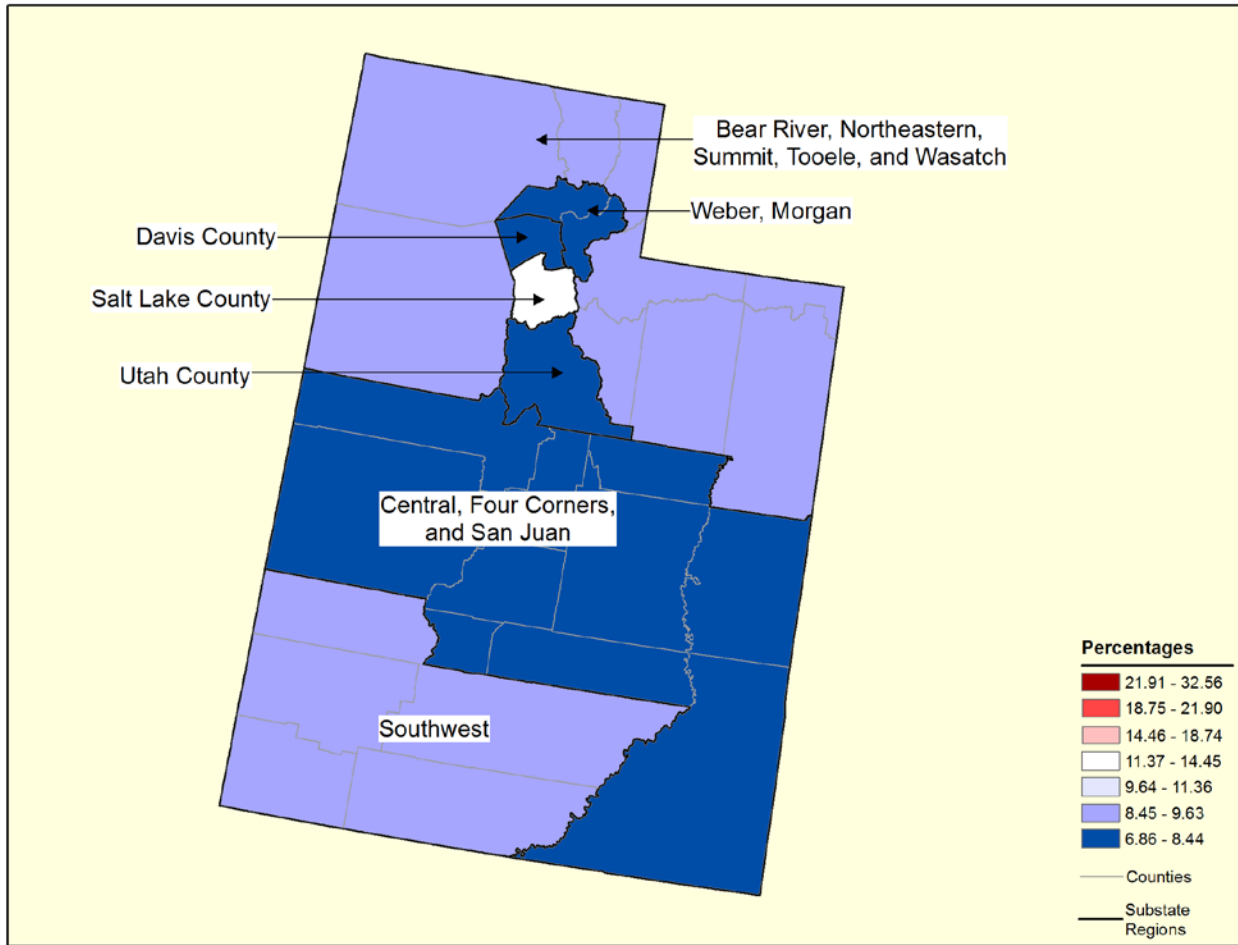 Bear River, Northeastern,
Summit, Tooele, and Wasatch
Weber, Morgan
Davis County
Salt Lake County
Utah County
Central, Four Corners,
and San Juan
Southwest
Percentages
21.91 - 32.56
18.75 - 21.90
14.46 - 18.74
11.37 - 14.45
9.64 - 11.36
8.45 - 9.63
6.86 - 8.44
Counties
Substate
Regions